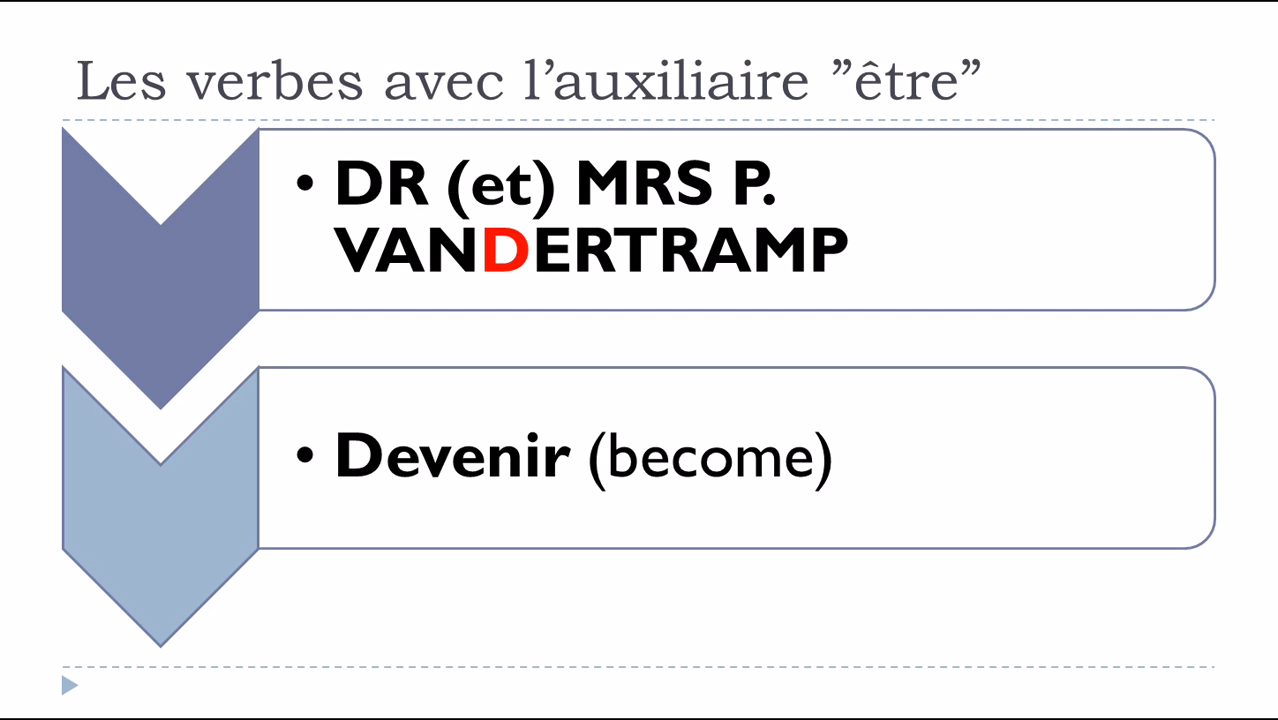 Les verbes avec l’auxiliaire ”être”
• DR (et) MRS P.
VANDERTRAMP
• Devenir (become)